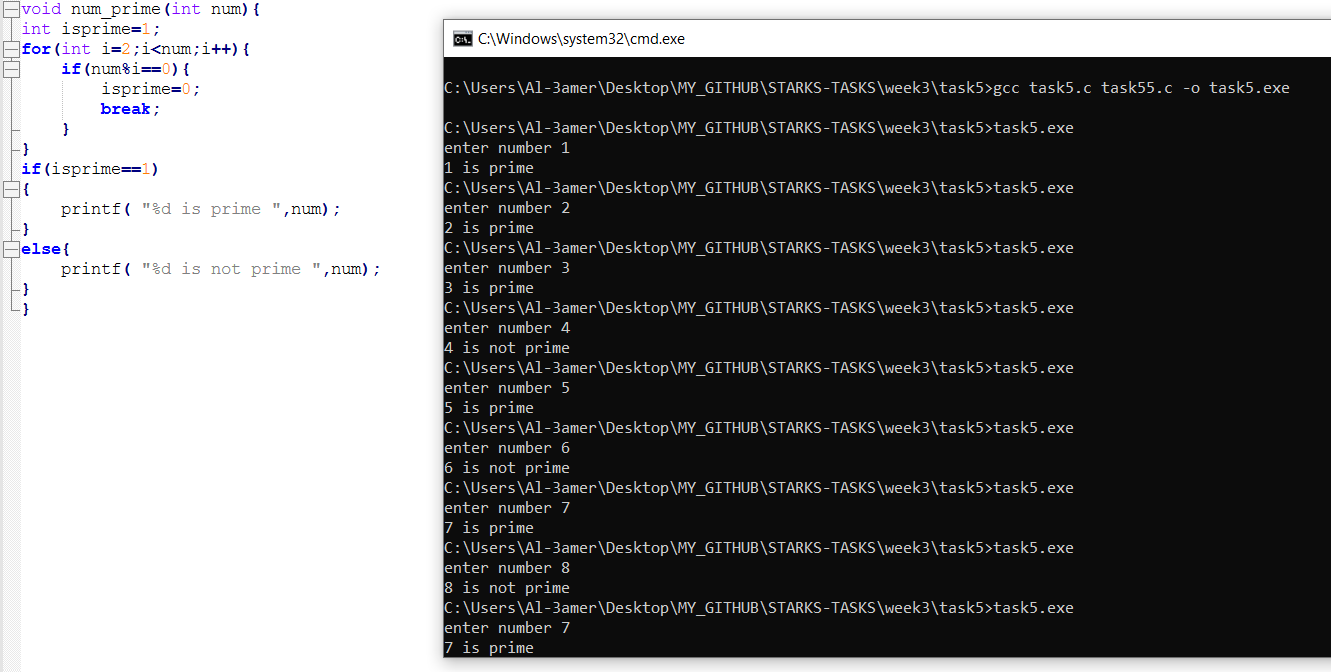 void num_prime(int num){
int isprime=1;
for(int i=2;i<num;i++){
if(num%i==0){
isprime=0;
break;
}
}
if(isprime==1)
{
printf( "%d is prime ",num);
}
else{
printf( "%d is not prime ",num);
}
}
C:\Windows\system32\cmd.exe
C:\Users\Al-3amer\Desktop\MY_GITHUB\STARKS-TASKS\week3\task5>gcc task5.c task55.c -o task5.exe
C:\Users\Al-3amer\Desktop\MY_GITHUB\STARKS-TASKS\week3\task5>task5.exe
enter number 1
1 is prime
C:\Users\Al-3amer\Desktop\MY_GITHUB\STARKS-TASKS\week3\task5>task5.exe
enter number 2
2 is prime
C:\Users\Al-3amer\Desktop\MY_GITHUB\STARKS-TASKS\week3\task5>task5.exe
enter number 3
3 is prime
C:\Users\Al-3amer\Desktop\MY_GITHUB\STARKS-TASKS\week3\task5>task5.exe
enter number 4
4 is not prime
C:\Users\Al-3amer\Desktop\MY_GITHUB\STARKS-TASKS\week3\task5>task5.exe
enter number 5
5 is prime
C:\Users\Al-3amer\Desktop\MY_GITHUB\STARKS-TASKS\week3\task5>task5.exe
enter number 6
6 is not prime
C:\Users\Al-3amer\Desktop\MY_GITHUB\STARKS-TASKS\week3\task5>task5.exe
enter number 7
7 is prime
C:\Users\Al-3amer\Desktop\MY_GITHUB\STARKS-TASKS\week3\task5>task5.exe
enter number 8
8 is not prime
C:\Users\Al-3amer\Desktop\MY_GITHUB\STARKS-TASKS\week3\task5>task5.exe
enter number 7
7 is prime